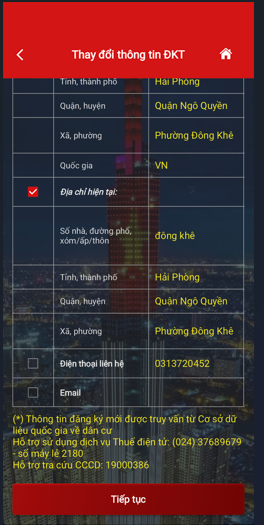 Thay đổi thông tin ĐKT
Tỉnh, thành phố Hải Phòng
Quận, huyện Quận Ngô Quyền
Xã, phường Phường Đông Khê
Quốc gia VN
Địa chỉ hiện tại:
Số nhà, đường phố, xóm/ấp/thôn đông khê
Tỉnh, thành phố Hải Phòng
Quận, huyện Quận Ngô Quyền
Xã, phường Phường Đông Khê
Điện thoại liên hệ 0313720452
Email
(*) Thông tin đăng ký mới được truy vấn từ Cơ sở dữ
liệu quốc gia về dân cư
Hỗ trợ sử dụng dịch vụ Thuế điện tử: (024) 37689679
- số máy lẻ 2180
Hỗ trợ tra cứu CCCD: 19000386
Tiếp tục